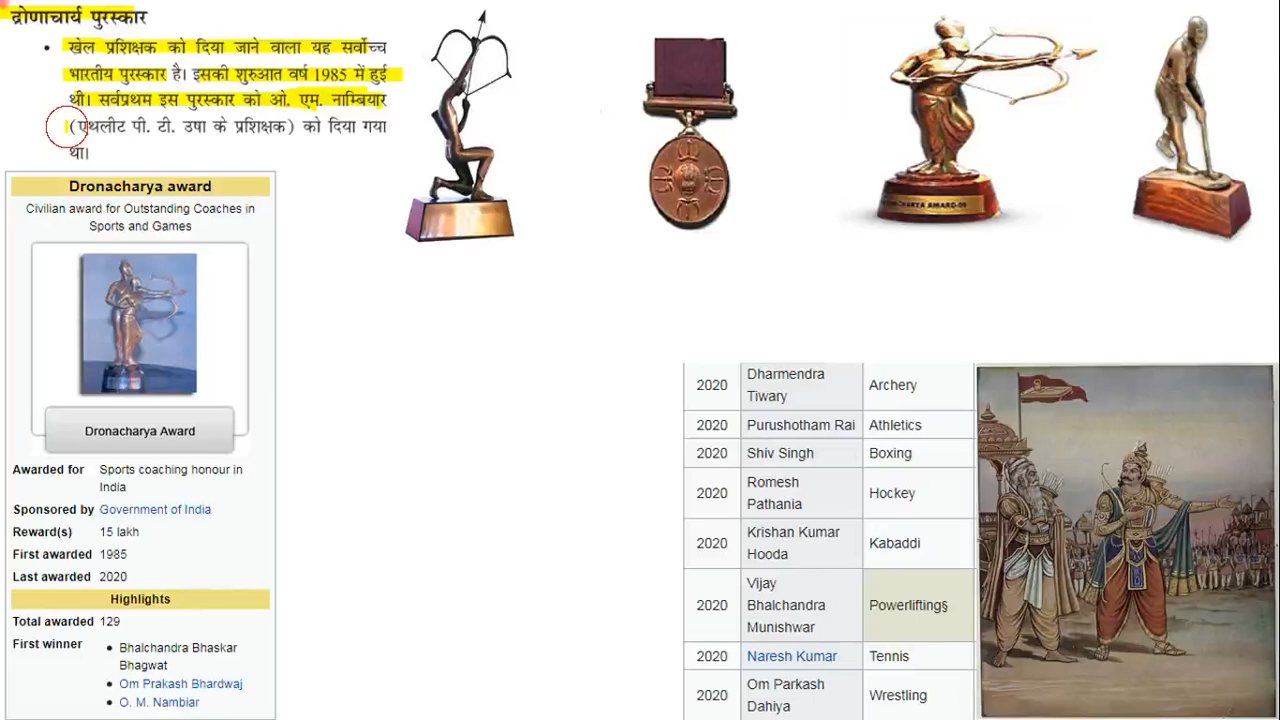 द्रोणाचार्य पुरस्कार
• खेल प्रशिक्षक को दिया जाने वाला यह सर्वोच्च
भारतीय पुरस्कार है। इसकी शुरुआत वर्ष 1985 में हुई
थी। सर्वप्रथम इस पुरस्कार को ओ. एम. नाम्बियार
(एथलीट पी. टी. उषा के प्रशिक्षक) को दिया गया
था।
Dronacharya award
Civilian award for Outstanding Coaches in
Sports and Games
Dronacharya Award
Awarded for Sports coaching honour in
India
Sponsored by Government of India
Reward(s) 15 lakh
First awarded 1985
Last awarded 2020
Highlights
Total awarded 129
First winner • Bhalchandra Bhaskar
Bhagwat
• Om Prakash Bhardwaj
• O. M. Nambiar
2020 Dharmendra Tiwary Archery
2020 Purushotham Rai Athletics
2020 Shiv Singh Boxing
2020 Romesh Pathania Hockey
2020 Krishan Kumar Hooda Kabaddi
2020 Vijay Bhalchandra Munishwar Powerlifting§
2020 Naresh Kumar Tennis
2020 Om Parkash Dahiya Wrestling